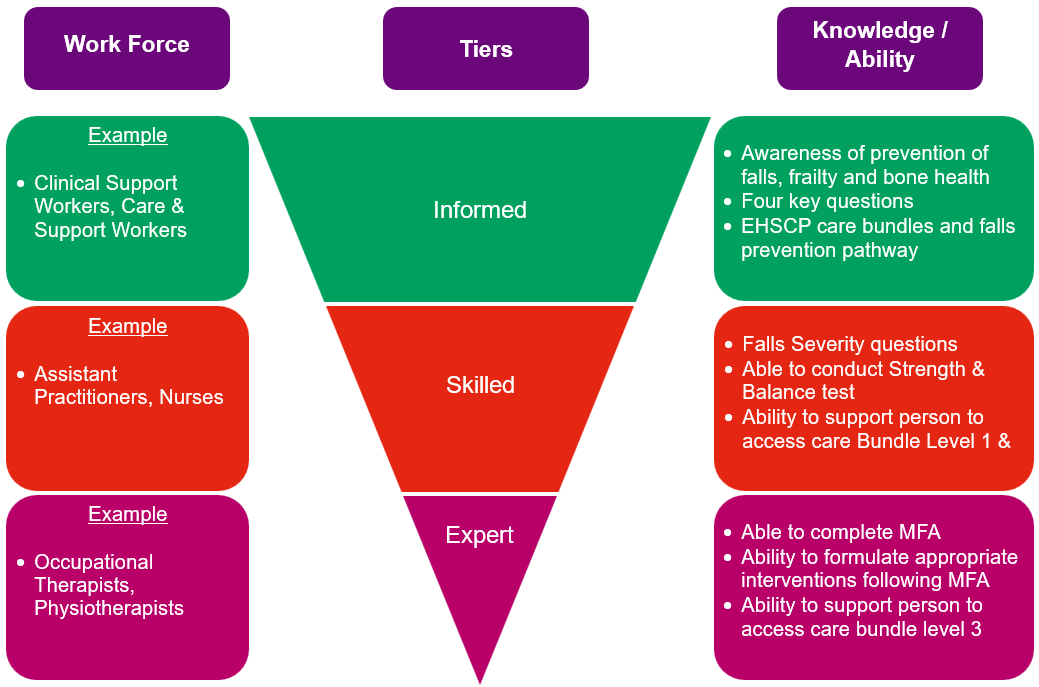 Work Force
Tiers
Knowledge /
Ability
Example
• Clinical Support
Workers, Care &
Support Workers
Informed
• Awareness of prevention of
falls, frailty and bone health
• Four key questions
• EHSCP care bundles and falls
prevention pathway
Example
• Assistant
Practitioners, Nurses
Skilled
• Falls Severity questions
• Able to conduct Strength &
Balance test
• Ability to support person to
access care Bundle Level 1 &
Example
• Occupational
Therapists,
Physiotherapists
Expert
• Able to complete MFA
• Ability to formulate appropriate
interventions following MFA
• Ability to support person to
access care bundle level 3